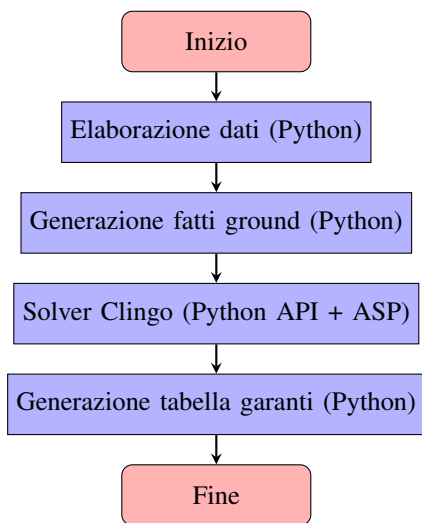 Inizio
Elaborazione dati (Python)
Generazione fatti ground (Python)
Solver Clingo (Python API + ASP)
Generazione tabella garanti (Python)
Fine